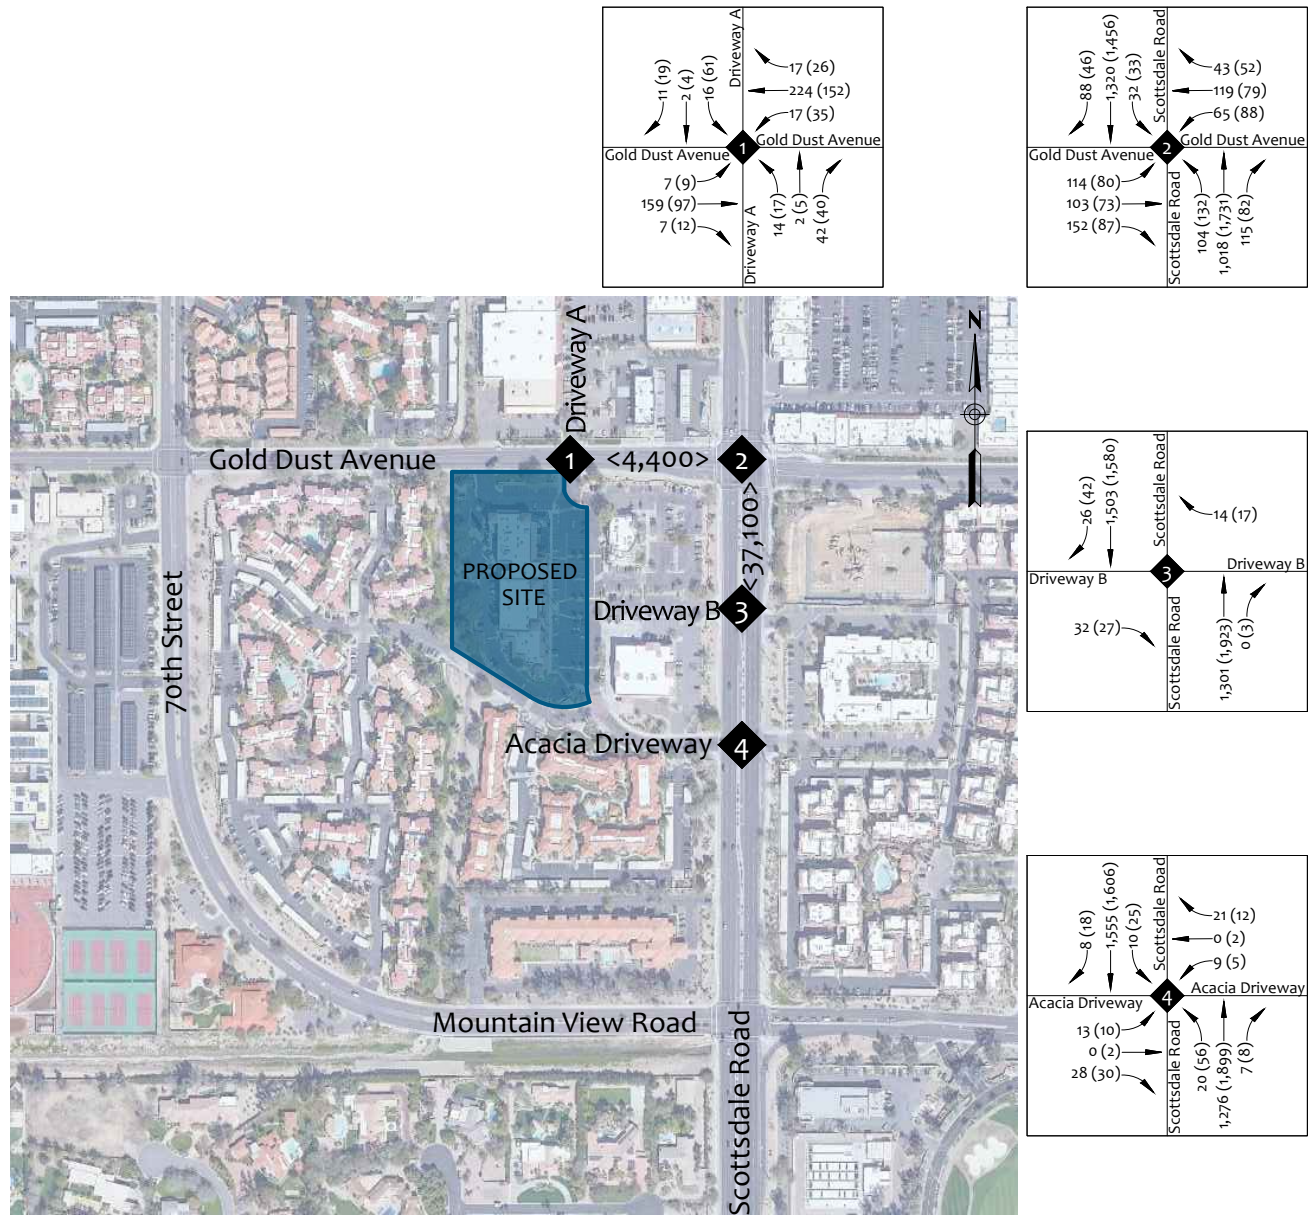 Driveway A
11 (19)
2 (4)
16 (61)
17 (26)
224 (152)
17 (35)
Gold Dust Avenue
1
Gold Dust Avenue
7 (9)
159 (97)
7 (12)
14 (17)
2 (5)
42 (40)
Driveway A
Scottsdale Road
88 (46)
1,320 (1,456)
32 (33)
43 (52)
119 (79)
65 (88)
Gold Dust Avenue
2
Gold Dust Avenue
114 (80)
103 (73)
152 (87)
104 (132)
1,018 (1,731)
115 (82)
Scottsdale Road
Driveway A
N
Gold Dust Avenue
1
<4,400>
2
<37,100>
PROPOSED
SITE
70th Street
Driveway B
3
Acacia Driveway
4
Mountain View Road
Scottsdale Road
Scottsdale Road
26 (42)
1,503 (1,580)
14 (17)
Driveway B
3
Driveway B
32 (27)
1,301 (1,923)
0 (3)
Scottsdale Road
Scottsdale Road
8 (18)
1,555 (1,606)
10 (25)
21 (12)
0 (2)
9 (5)
Acacia Driveway
4
Acacia Driveway
13 (10)
0 (2)
28 (30)
20 (56)
1,276 (1,899)
7 (8)
Scottsdale Road